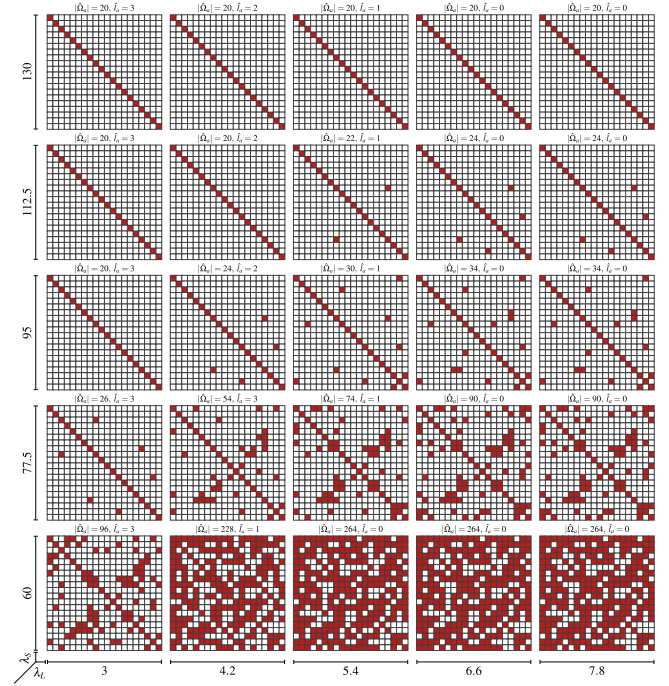 |Ω̂ₐ| = 20, l̂ₐ = 3
|Ω̂ₐ| = 20, l̂ₐ = 2
|Ω̂ₐ| = 20, l̂ₐ = 1
|Ω̂ₐ| = 20, l̂ₐ = 0
|Ω̂ₐ| = 20, l̂ₐ = 0
130
|Ω̂ₐ| = 20, l̂ₐ = 3
|Ω̂ₐ| = 20, l̂ₐ = 2
|Ω̂ₐ| = 22, l̂ₐ = 1
|Ω̂ₐ| = 24, l̂ₐ = 0
|Ω̂ₐ| = 24, l̂ₐ = 0
112.5
|Ω̂ₐ| = 20, l̂ₐ = 3
|Ω̂ₐ| = 24, l̂ₐ = 2
|Ω̂ₐ| = 30, l̂ₐ = 1
|Ω̂ₐ| = 34, l̂ₐ = 0
|Ω̂ₐ| = 34, l̂ₐ = 0
95
|Ω̂ₐ| = 26, l̂ₐ = 3
|Ω̂ₐ| = 54, l̂ₐ = 3
|Ω̂ₐ| = 74, l̂ₐ = 1
|Ω̂ₐ| = 90, l̂ₐ = 0
|Ω̂ₐ| = 90, l̂ₐ = 0
77.5
|Ω̂ₐ| = 96, l̂ₐ = 3
|Ω̂ₐ| = 228, l̂ₐ = 1
|Ω̂ₐ| = 264, l̂ₐ = 0
|Ω̂ₐ| = 264, l̂ₐ = 0
|Ω̂ₐ| = 264, l̂ₐ = 0
60
λ_S
λ_L
3
4.2
5.4
6.6
7.8